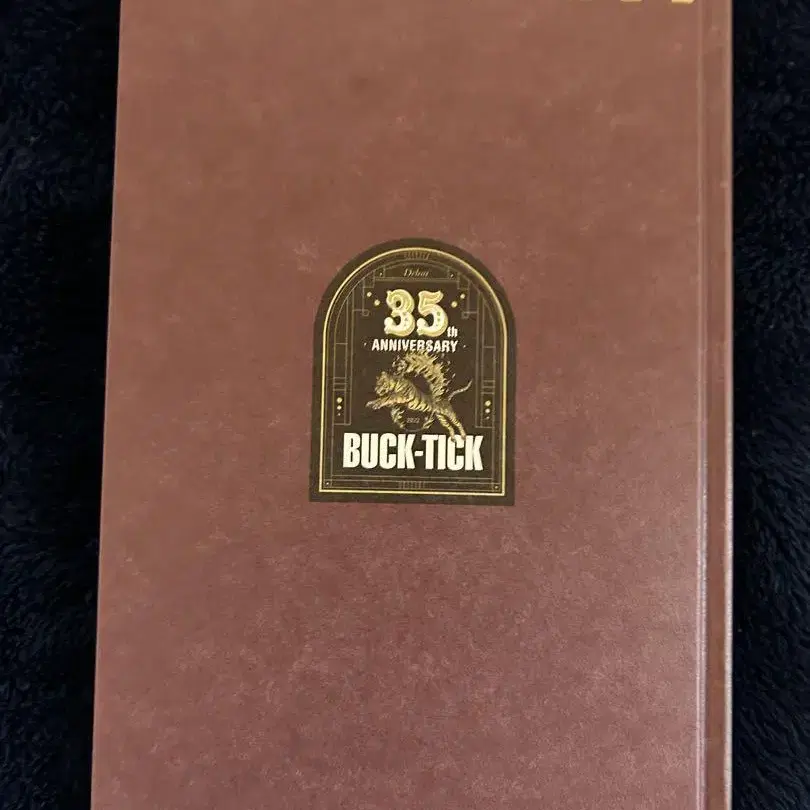 Debut
35th
ANNIVERSARY
2022
BUCK-TICK